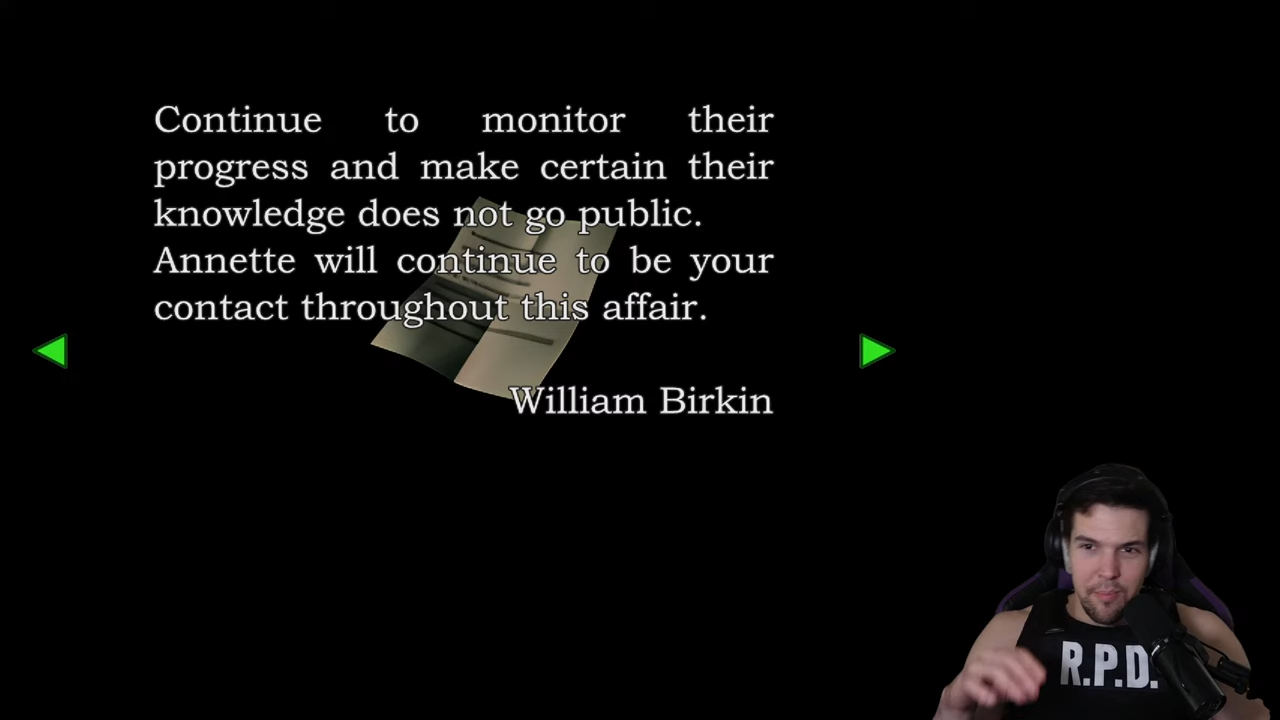 Continue to monitor their
progress and make certain their
knowledge does not go public.
Annette will continue to be your
contact throughout this affair.
William Birkin
R.P.D.